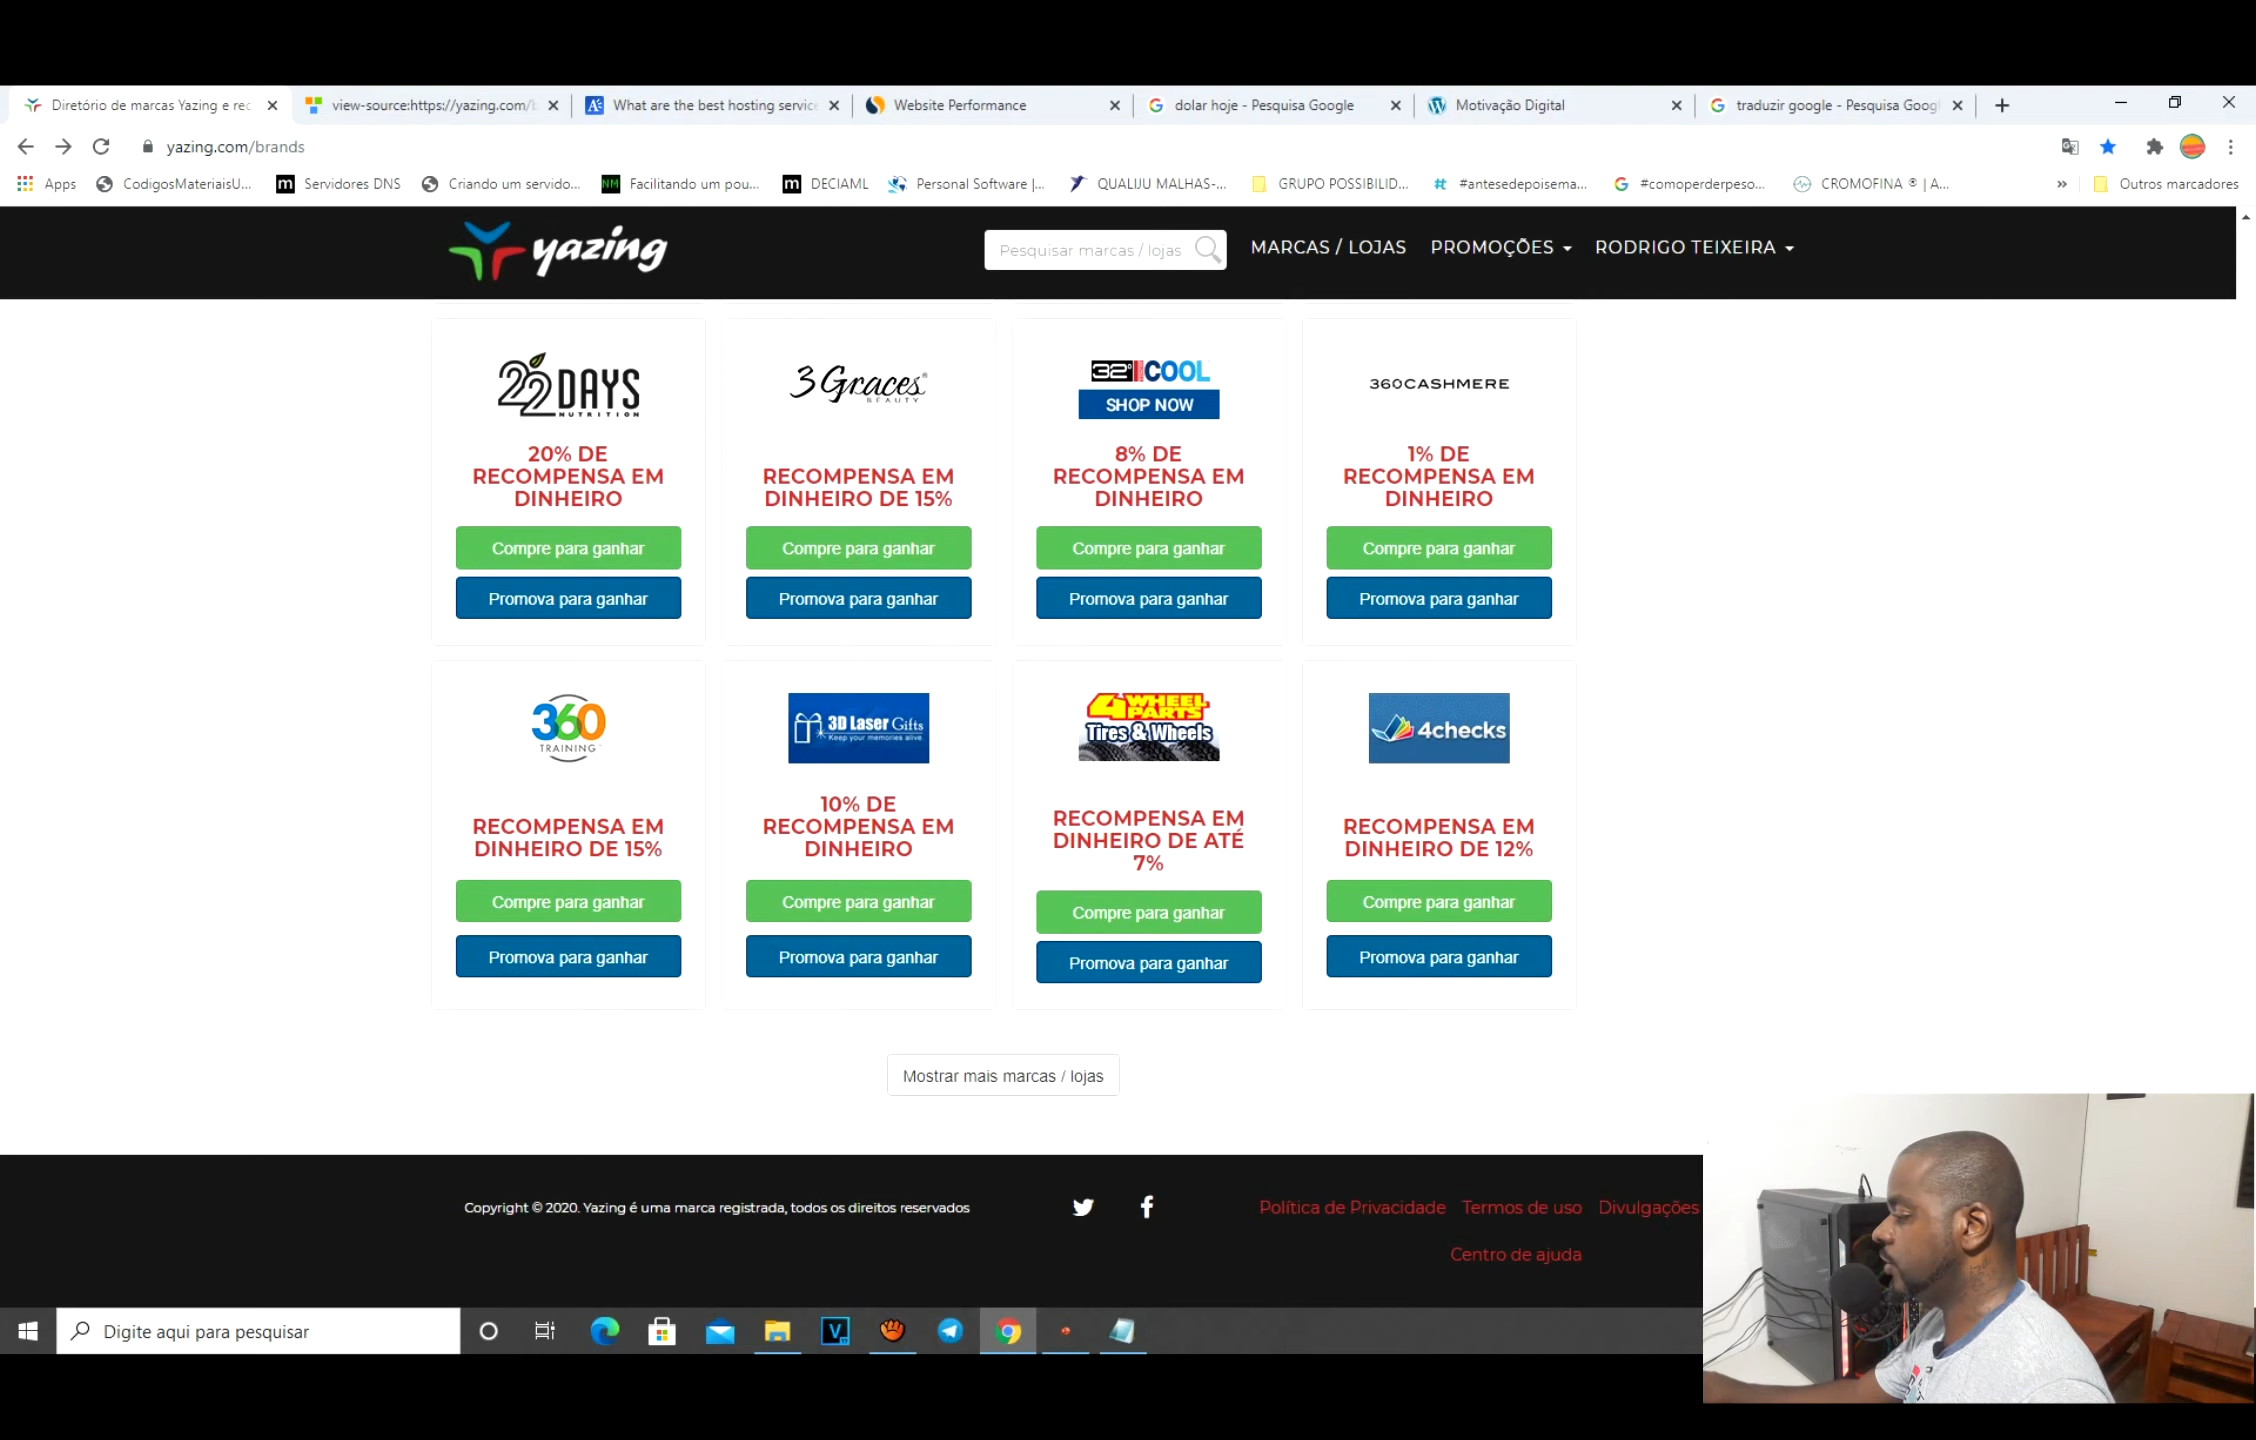 Diretório de marcas Yazing e rec
view-source:https://yazing.com/b
What are the best hosting service
Website Performance
dolar hoje - Pesquisa Google
Motivação Digital
traduzir google - Pesquisa Goog
yazing.com/brands
Apps
CodigosMateriaisU...
m Servidores DNS
Criando um servido...
NM Facilitando um pou...
m DECIAML
Personal Software |...
QUALIJU MALHAS-...
GRUPO POSSIBILID...
#antesedepoisema...
#comoperderpeso...
CROMOFINA ® | A...
»
Outros marcadores
yazing
Pesquisar marcas / lojas
MARCAS / LOJAS
PROMOÇÕES
RODRIGO TEIXEIRA
22 DAYS
NUTRITION
3 Graces®
BEAUTY
32° COOL
SHOP NOW
360CASHMERE
20% DE
RECOMPENSA EM
DINHEIRO
RECOMPENSA EM
DINHEIRO DE 15%
8% DE
RECOMPENSA EM
DINHEIRO
1% DE
RECOMPENSA EM
DINHEIRO
Compre para ganhar
Compre para ganhar
Compre para ganhar
Compre para ganhar
Promova para ganhar
Promova para ganhar
Promova para ganhar
Promova para ganhar
360
TRAINING
3D Laser Gifts
Keep your memories alive.
4 WHEEL
PARTS
Tires & Wheels
4checks
RECOMPENSA EM
DINHEIRO DE 15%
10% DE
RECOMPENSA EM
DINHEIRO
RECOMPENSA EM
DINHEIRO DE ATÉ
7%
RECOMPENSA EM
DINHEIRO DE 12%
Compre para ganhar
Compre para ganhar
Compre para ganhar
Compre para ganhar
Promova para ganhar
Promova para ganhar
Promova para ganhar
Promova para ganhar
Mostrar mais marcas / lojas
Copyright © 2020. Yazing é uma marca registrada, todos os direitos reservados
Política de Privacidade
Termos de uso
Divulgações
Centro de ajuda
Digite aqui para pesquisar